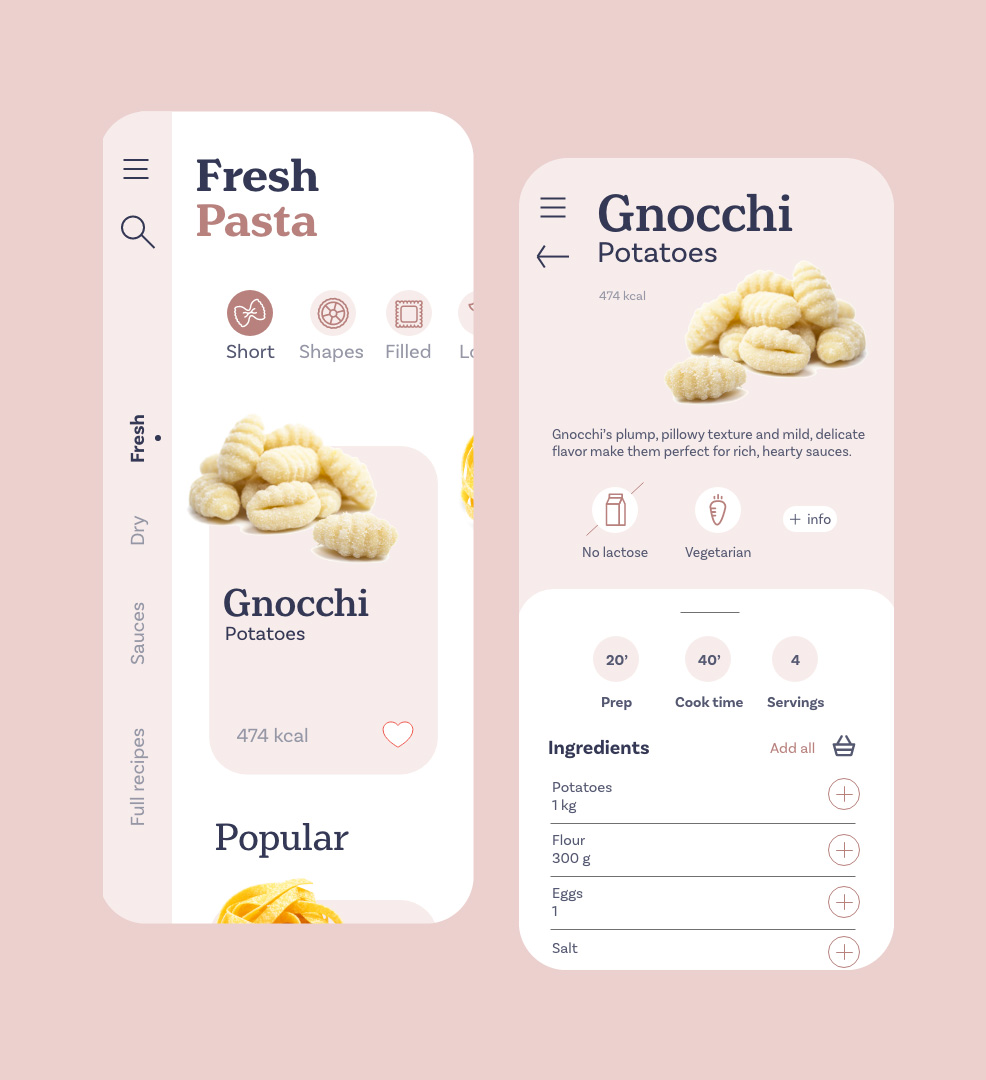 Fresh
Pasta
Short
Shapes
Filled
Fresh
Dry
Sauces
Full recipes
Gnocchi
Potatoes
474 kcal
Popular
Gnocchi
Potatoes
474 kcal
Gnocchi’s plump, pillowy texture and mild, delicate
flavor make them perfect for rich, hearty sauces.
No lactose
Vegetarian
+ info
20’
40’
4
Prep
Cook time
Servings
Ingredients
Add all
Potatoes
1 kg
Flour
300 g
Eggs
1
Salt